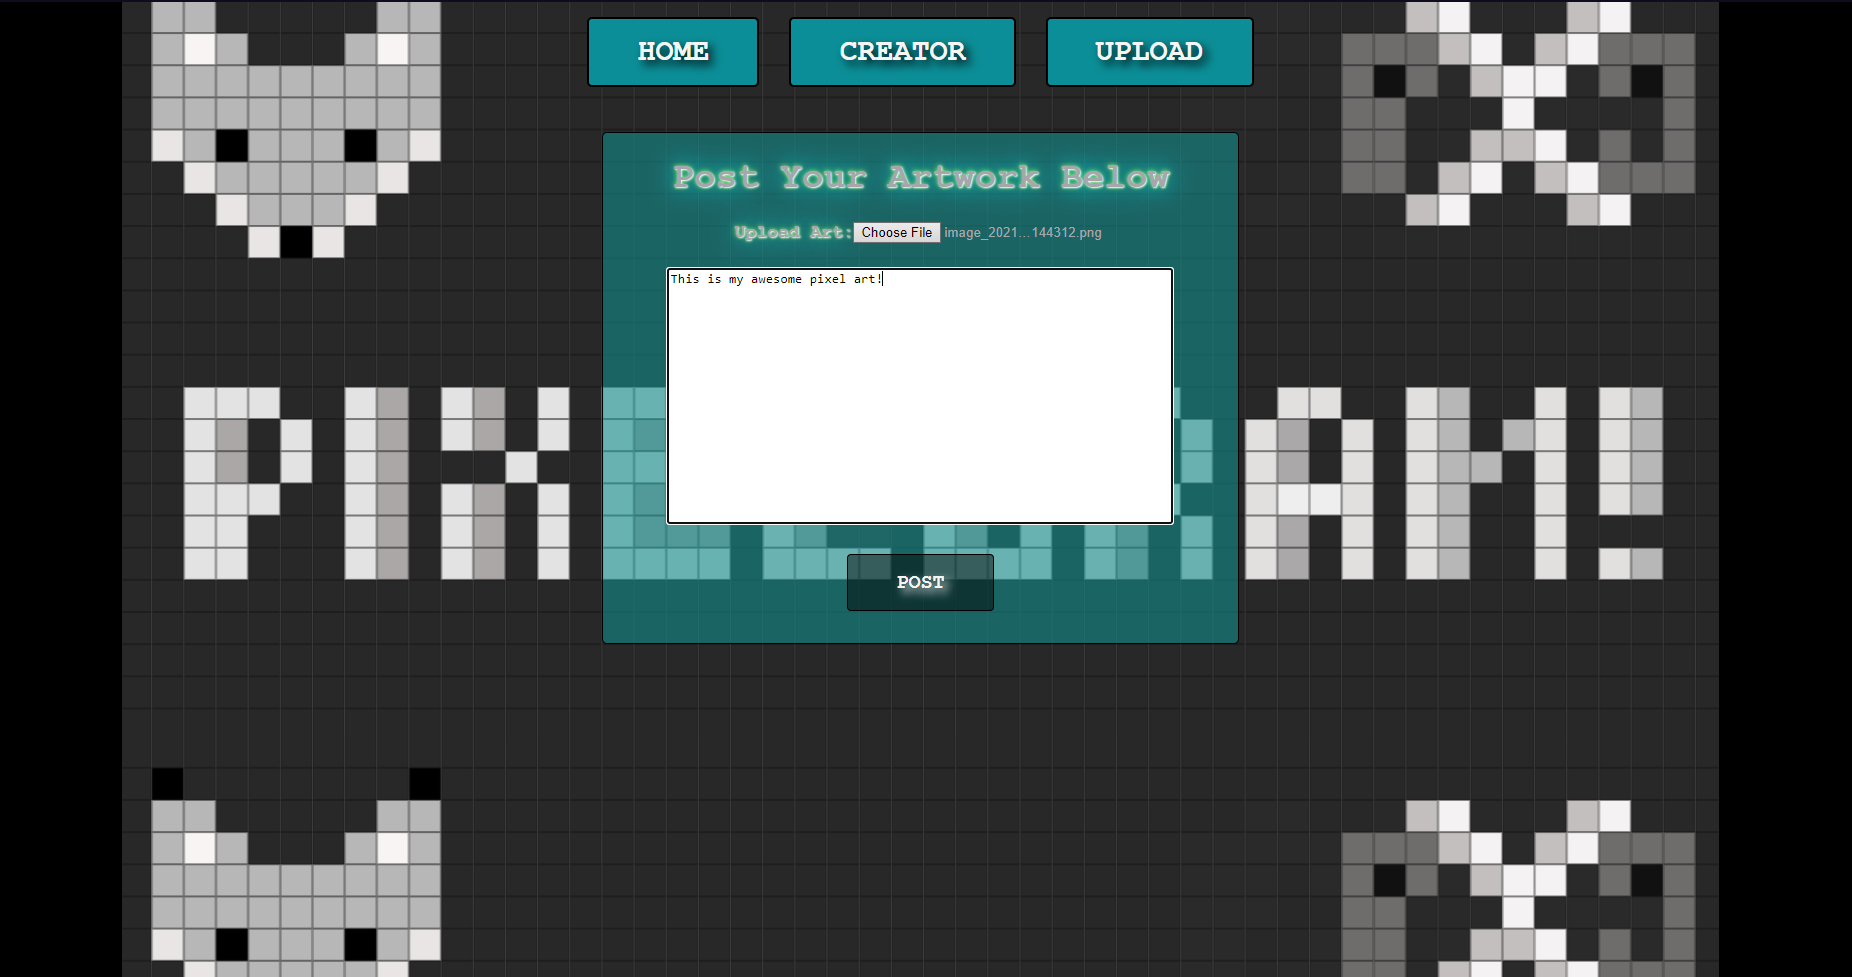 HOME CREATOR UPLOAD
Post Your Artwork Below
Upload Art: Choose File image_2021...144312.png
This is my awesome pixel art!
PIXELGRAM!
POST